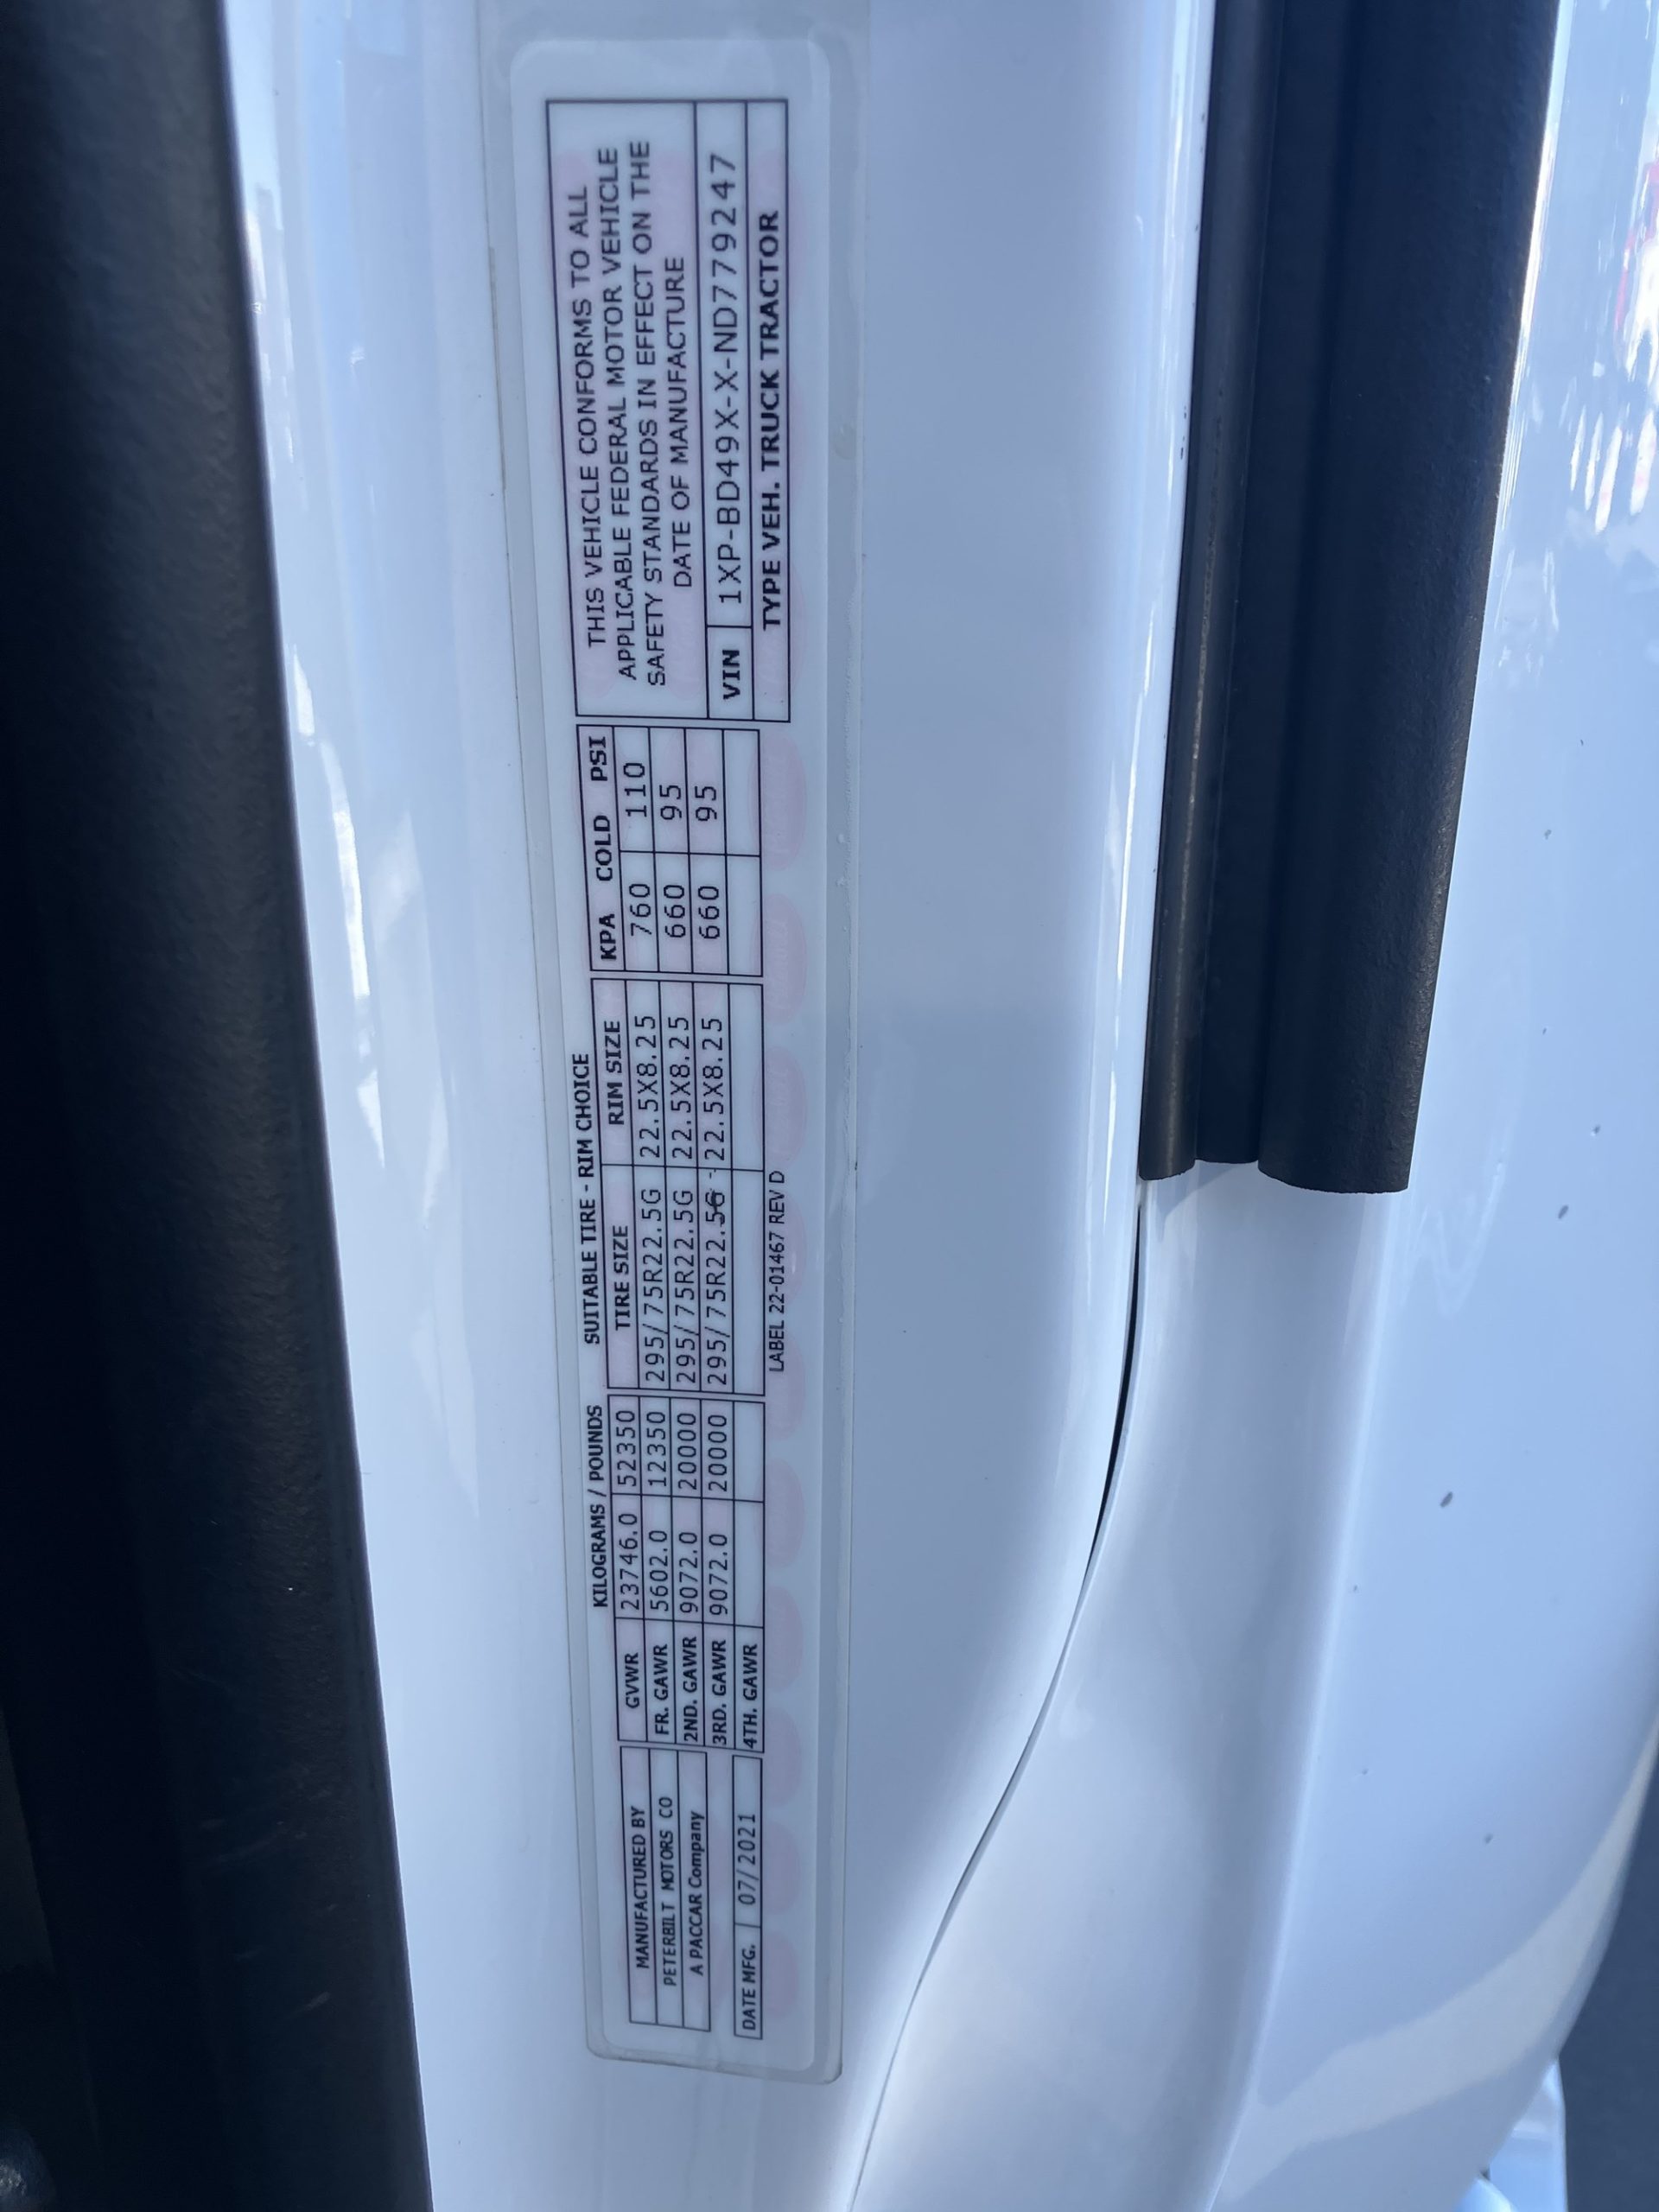 MANUFACTURED BY
PETERBILT MOTORS CO
A PACCAR Company
DATE MFG. 07/2021
KILOGRAMS / POUNDS
GVWR 23746.0 52350
FR. GAWR 5602.0 12350
2ND. GAWR 9072.0 20000
3RD. GAWR 9072.0 20000
4TH. GAWR
SUITABLE TIRE - RIM CHOICE
TIRE SIZE RIM SIZE
295/75R22.5G 22.5X8.25
295/75R22.5G 22.5X8.25
295/75R22.5G 22.5X8.25
KPA COLD PSI
760 110
660 95
660 95
LABEL 22-01467 REV D
THIS VEHICLE CONFORMS TO ALL
APPLICABLE FEDERAL MOTOR VEHICLE
SAFETY STANDARDS IN EFFECT ON THE
DATE OF MANUFACTURE
VIN 1XP-BD49X-X-ND779247
TYPE VEH. TRUCK TRACTOR